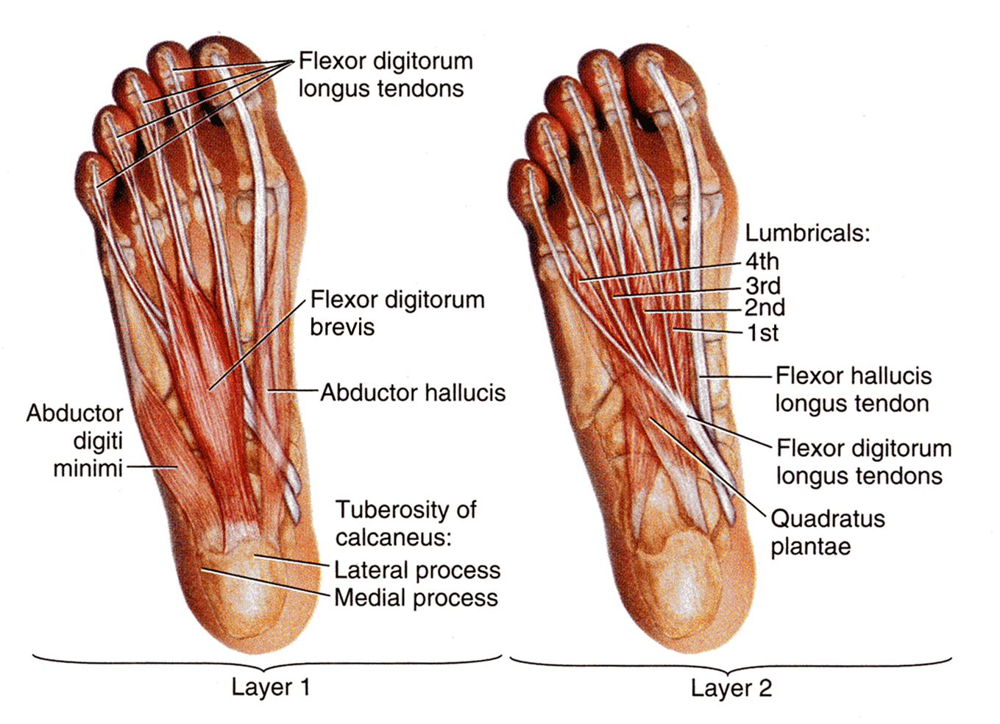 Flexor digitorum
longus tendons
Flexor digitorum
brevis
Abductor hallucis
Abductor
digiti
minimi
Tuberosity of
calcaneus:
Lateral process
Medial process
Layer 1
Lumbricals:
4th
3rd
2nd
1st
Flexor hallucis
longus tendon
Flexor digitorum
longus tendons
Quadratus
plantae
Layer 2